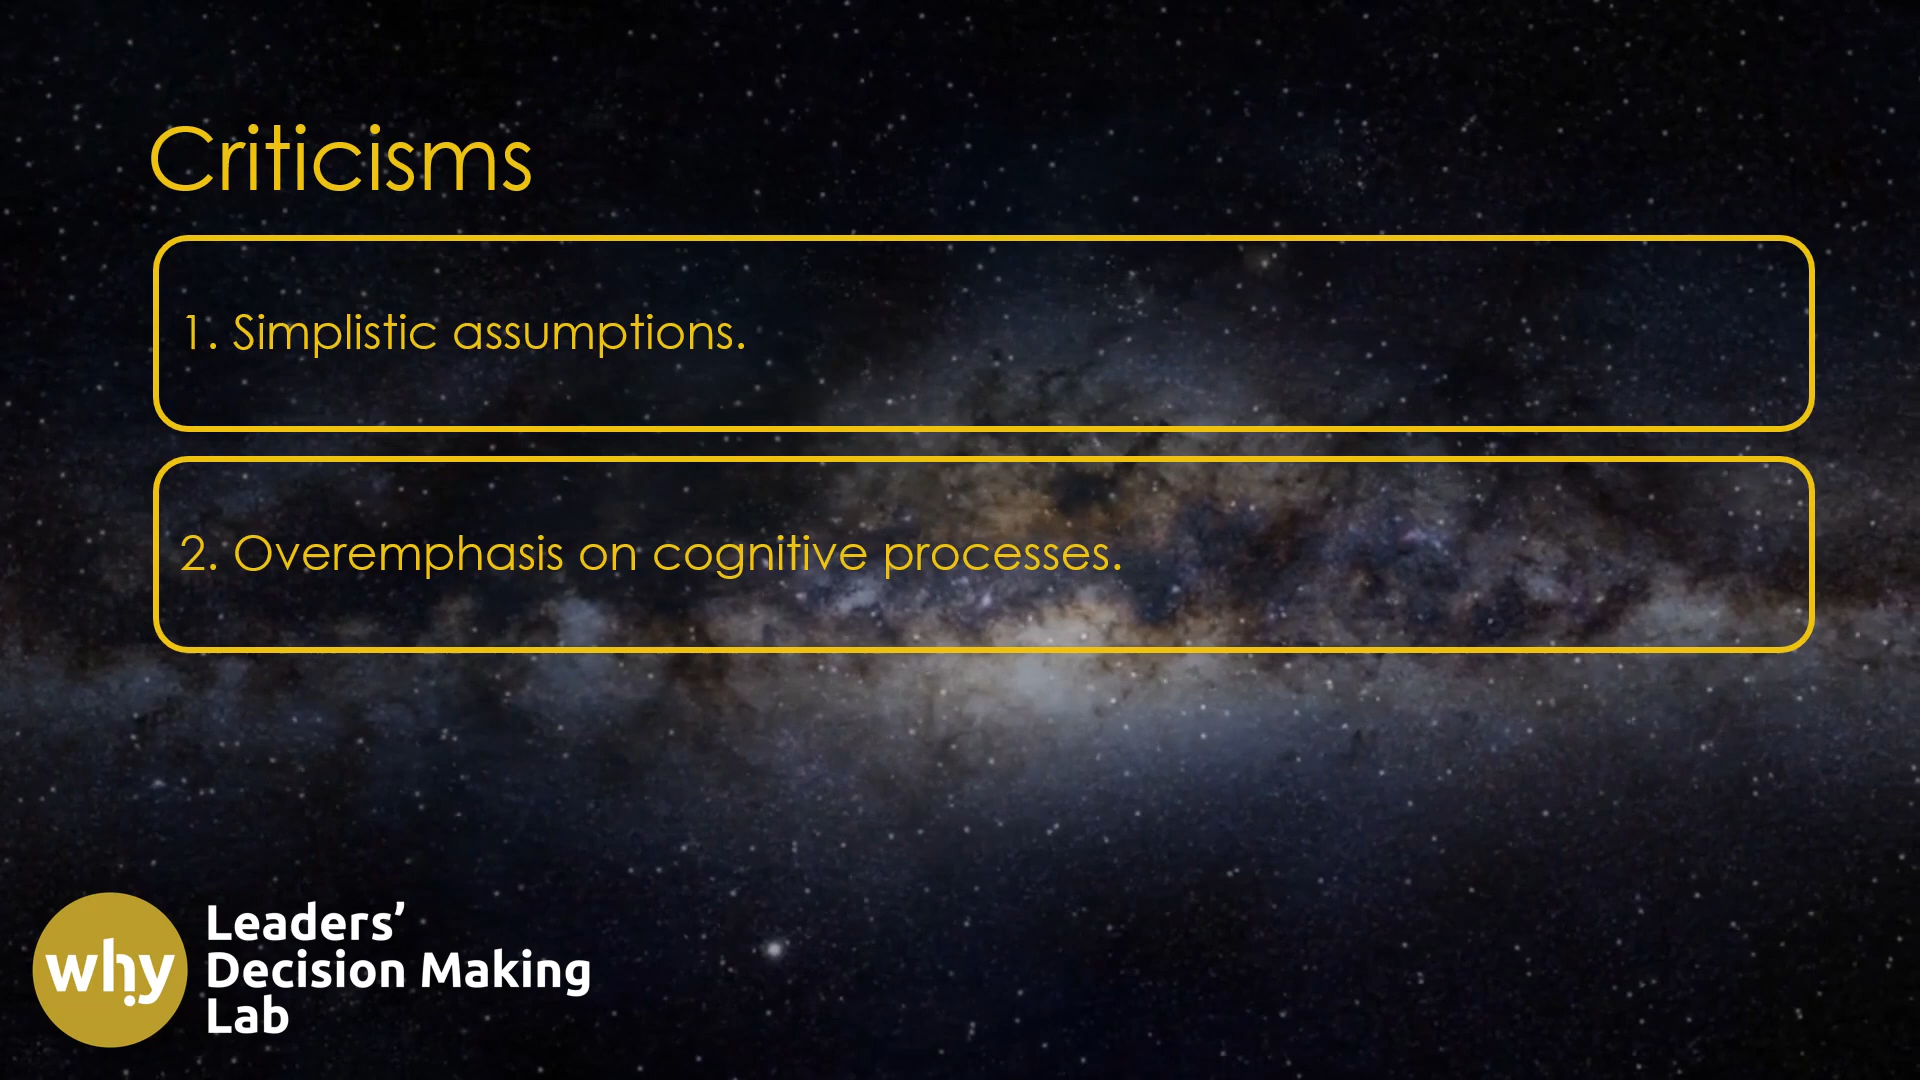 Criticisms
1. Simplistic assumptions.
2. Overemphasis on cognitive processes.
why
Leaders’
Decision Making
Lab